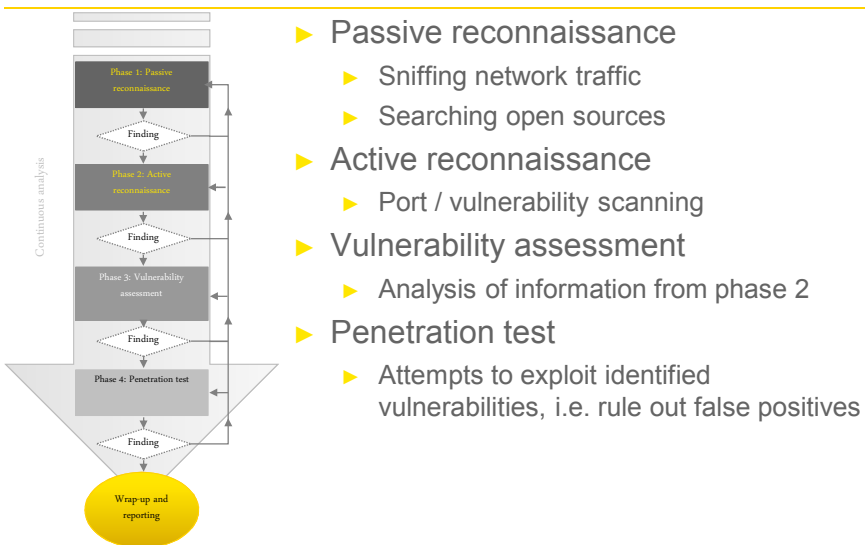 Continuous analysis
Phase 1: Passive
reconnaissance
Finding
Phase 2: Active
reconnaissance
Finding
Phase 3: Vulnerability
assessment
Finding
Phase 4: Penetration test
Finding
Wrap-up and
reporting
► Passive reconnaissance
► Sniffing network traffic
► Searching open sources
► Active reconnaissance
► Port / vulnerability scanning
► Vulnerability assessment
► Analysis of information from phase 2
► Penetration test
► Attempts to exploit identified
vulnerabilities, i.e. rule out false positives